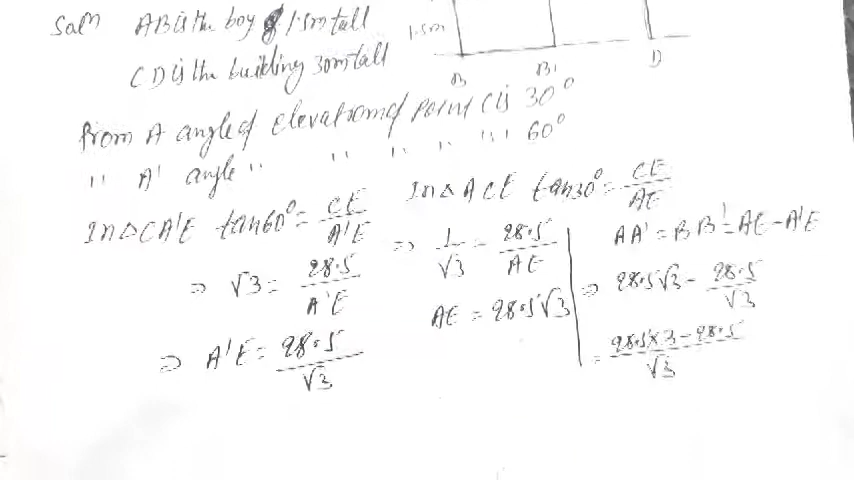 Soln AB is the boy of 1.5m tall
CD is the building 30m tall
1.5m
B B' D
From A angle of elevation of point C is 30°
" A' angle " " " " " " 60°
In △CA'E tan60° = CE/A'E
⇒ √3 = 28.5/A'E
⇒ A'E = 28.5/√3
In △ ACE tan30° = CE/AE
⇒ 1/√3 = 28.5/AE
AE = 28.5√3
AA' = BB' = AE - A'E
⇒ 28.5√3 - 28.5/√3
= 28.5×3-28.5/√3